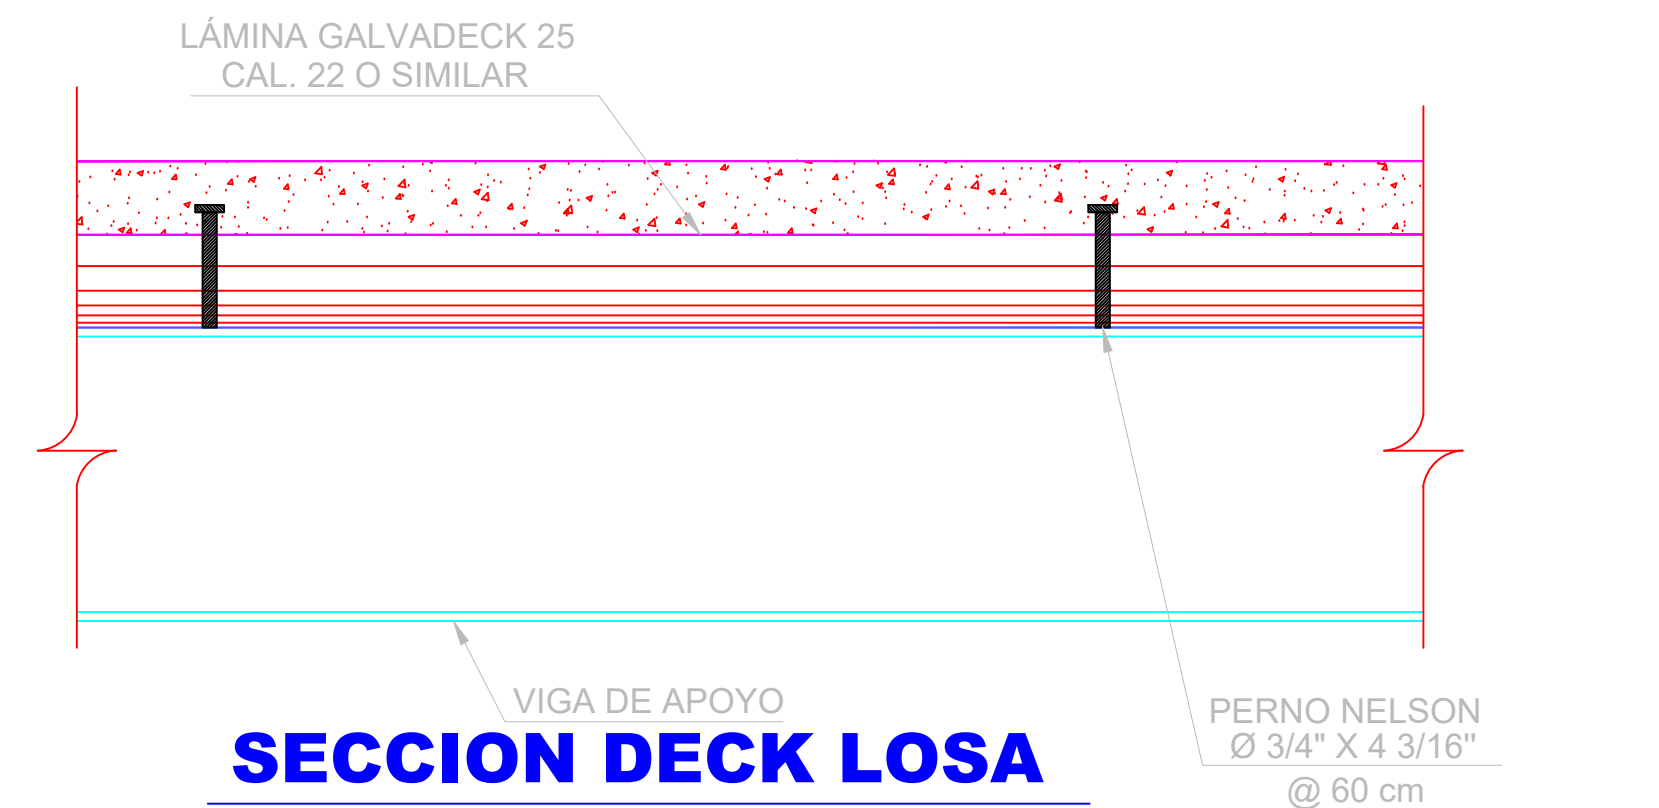 LÁMINA GALVADECK 25
CAL. 22 O SIMILAR
VIGA DE APOYO
SECCION DECK LOSA
PERNO NELSON
Ø 3/4" X 4 3/16"
@ 60 cm